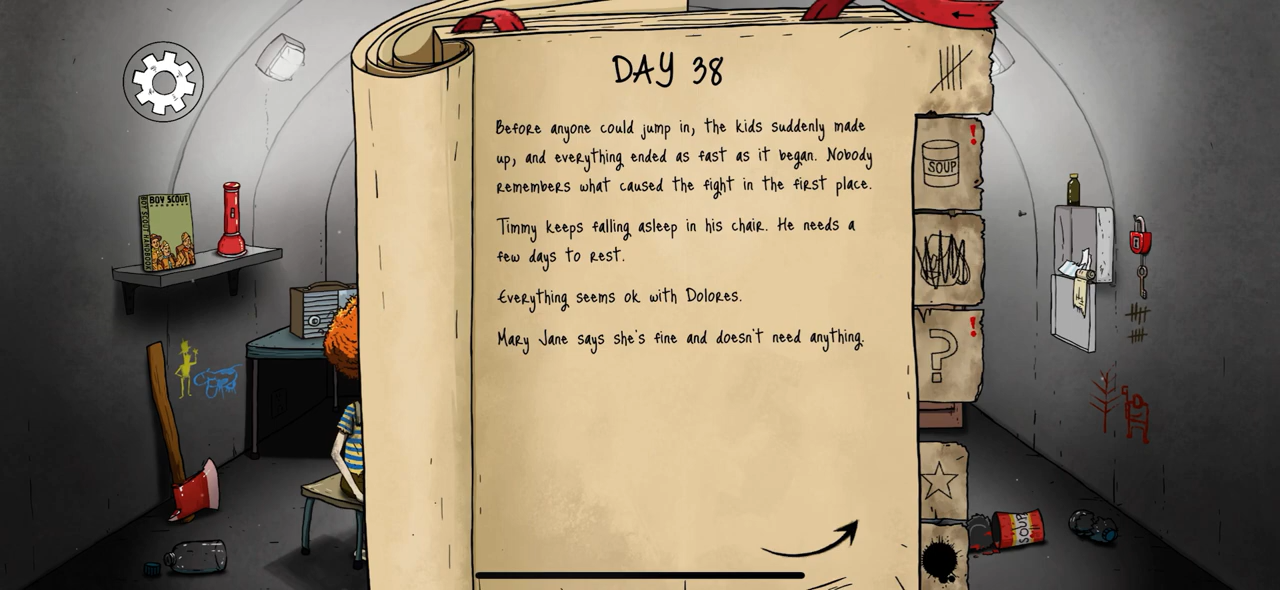 DAY 38
Before anyone could jump in, the kids suddenly made
up, and everything ended as fast as it began. Nobody
remembers what caused the fight in the first place.
Timmy keeps falling asleep in his chair. He needs a
few days to rest.
Everything seems ok with Dolores.
Mary Jane says she's fine and doesn't need anything.
SOUP
!
?
!
BOY SCOUT
BOY SCOUT HANDBOOK
SOUP